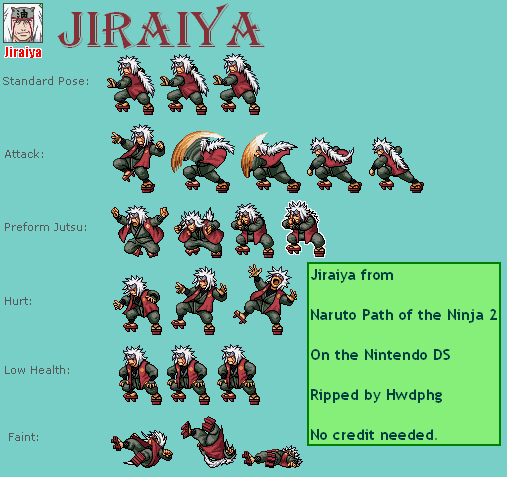 油
Jiraiya
JIRAIYA
Standard Pose:
Attack:
Preform Jutsu:
Hurt:
Low Health:
Faint:
Jiraiya from
Naruto Path of the Ninja 2
On the Nintendo DS
Ripped by Hwdphg
No credit needed.